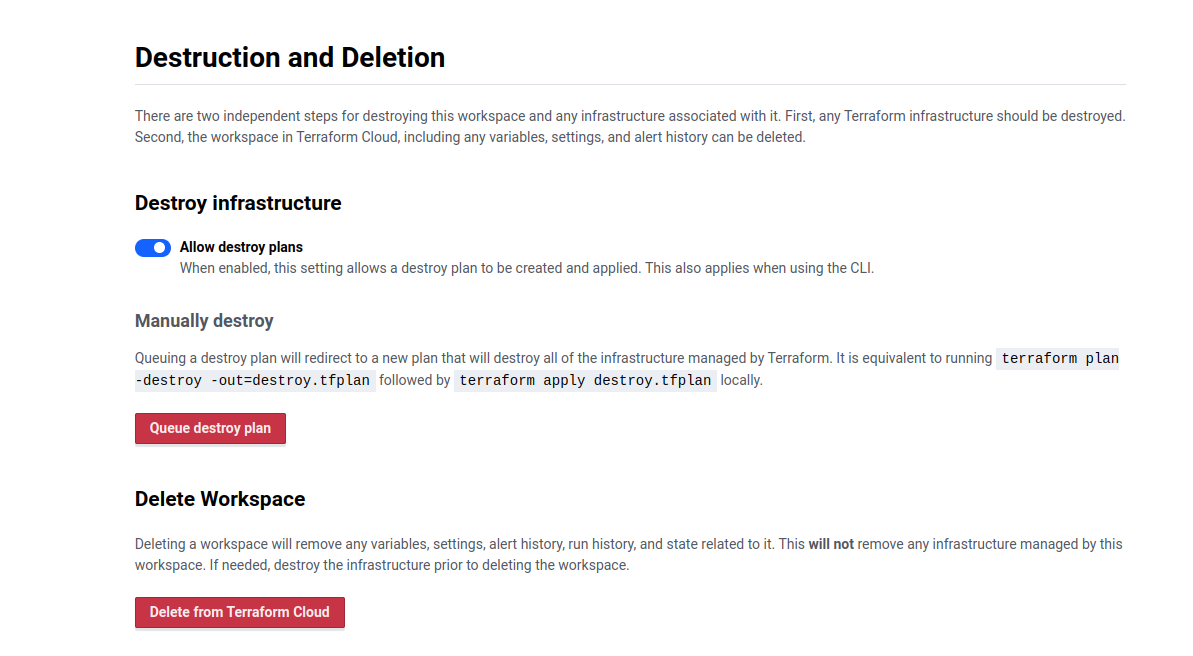 Destruction and Deletion
There are two independent steps for destroying this workspace and any infrastructure associated with it. First, any Terraform infrastructure should be destroyed.
Second, the workspace in Terraform Cloud, including any variables, settings, and alert history can be deleted.
Destroy infrastructure
Allow destroy plans
When enabled, this setting allows a destroy plan to be created and applied. This also applies when using the CLI.
Manually destroy
Queuing a destroy plan will redirect to a new plan that will destroy all of the infrastructure managed by Terraform. It is equivalent to running terraform plan
-destroy -out=destroy.tfplan followed by terraform apply destroy.tfplan locally.
Queue destroy plan
Delete Workspace
Deleting a workspace will remove any variables, settings, alert history, run history, and state related to it. This will not remove any infrastructure managed by this
workspace. If needed, destroy the infrastructure prior to deleting the workspace.
Delete from Terraform Cloud